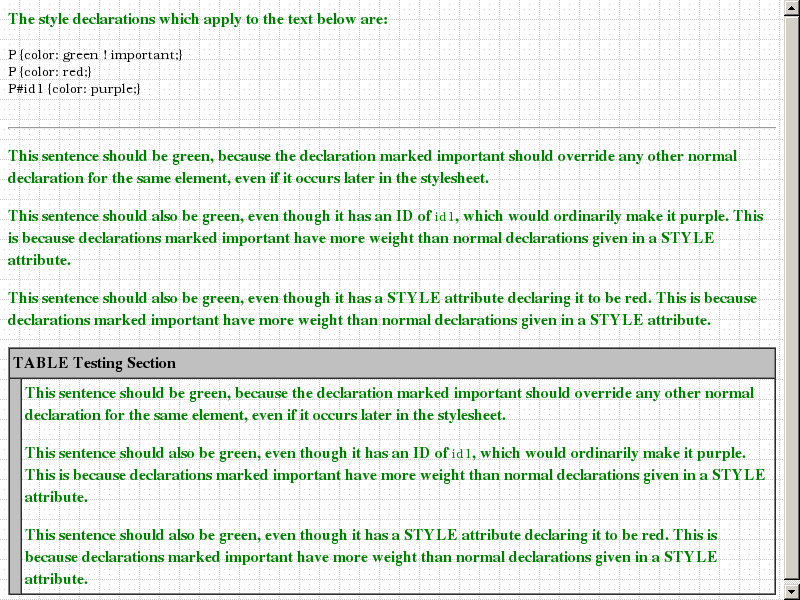 The style declarations which apply to the text below are:
P {color: green ! important;}
P {color: red;}
P#id1 {color: purple;}
This sentence should be green, because the declaration marked important should override any other normal
declaration for the same element, even if it occurs later in the stylesheet.
This sentence should also be green, even though it has an ID of id1, which would ordinarily make it purple. This
is because declarations marked important have more weight than normal declarations given in a STYLE
attribute.
This sentence should also be green, even though it has a STYLE attribute declaring it to be red. This is because
declarations marked important have more weight than normal declarations given in a STYLE attribute.
TABLE Testing Section
This sentence should be green, because the declaration marked important should override any other normal
declaration for the same element, even if it occurs later in the stylesheet.
This sentence should also be green, even though it has an ID of id1, which would ordinarily make it purple.
This is because declarations marked important have more weight than normal declarations given in a STYLE
attribute.
This sentence should also be green, even though it has a STYLE attribute declaring it to be red. This is
because declarations marked important have more weight than normal declarations given in a STYLE
attribute.